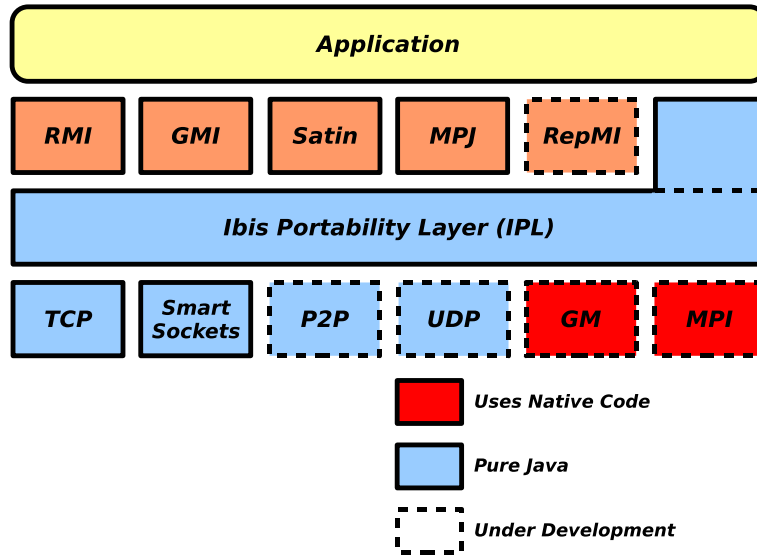 Application
RMI
GMI
Satin
MPJ
RepMI
Ibis Portability Layer (IPL)
TCP
Smart
Sockets
P2P
UDP
GM
MPI
Uses Native Code
Pure Java
Under Development